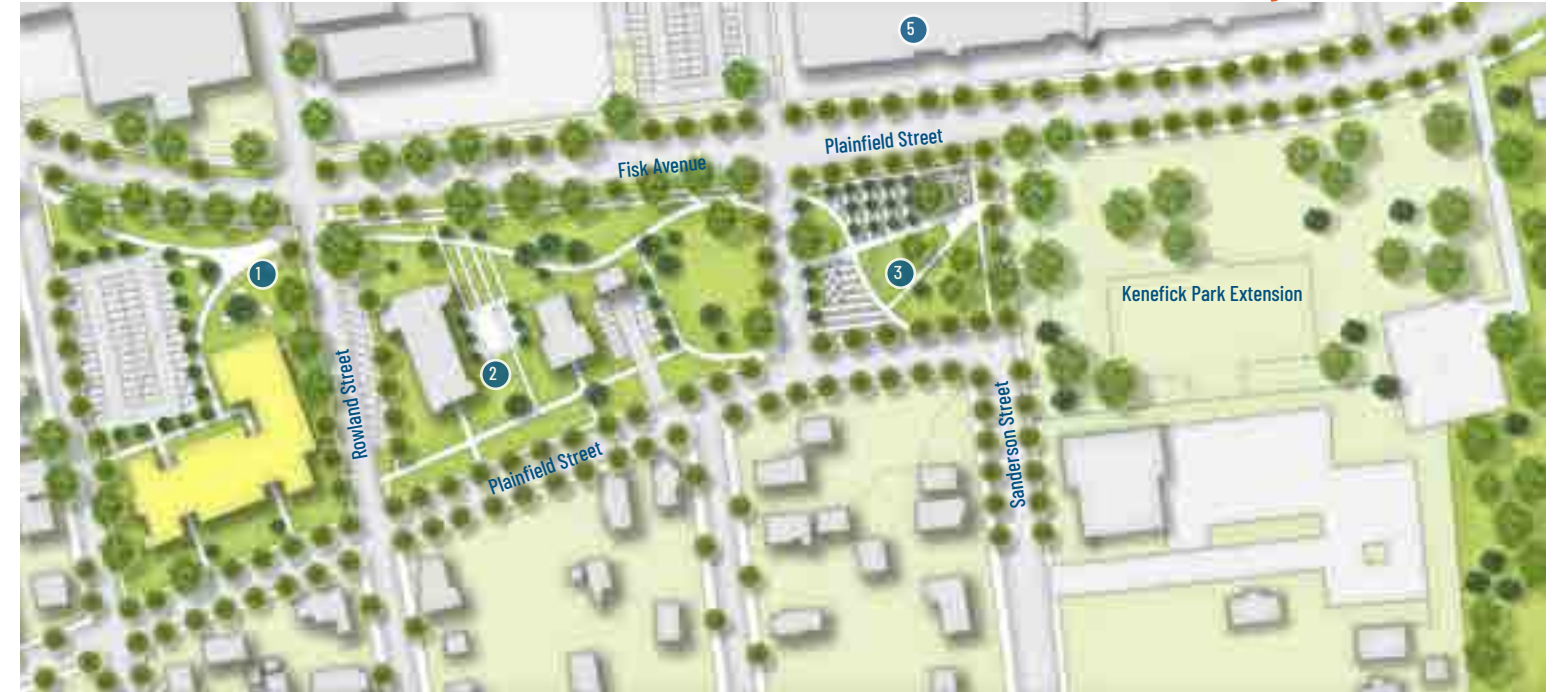 5
Plainfield Street
Fisk Avenue
1
3
Kenefick Park Extension
2
Rowland Street
Sanderson Street
Plainfield Street